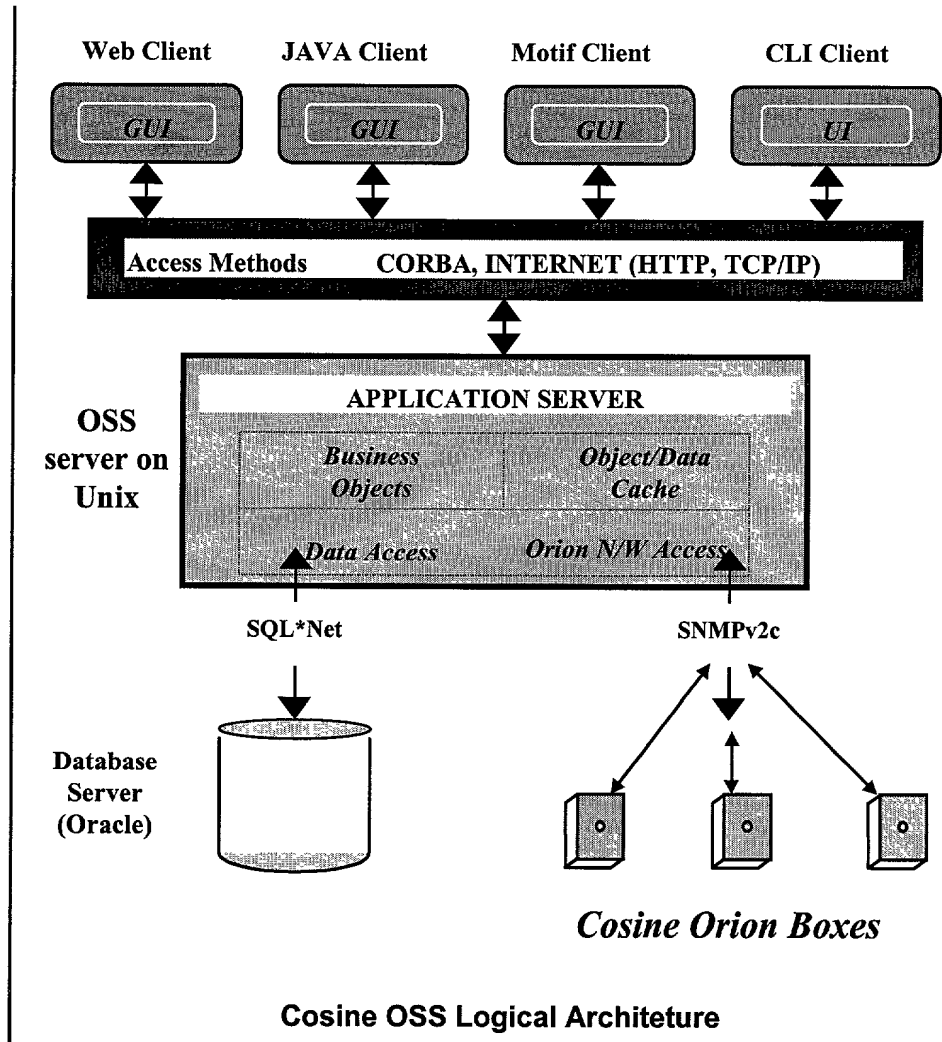 Web Client JAVA Client Motif Client CLI Client
GUI GUI GUI UI
Access Methods CORBA, INTERNET (HTTP, TCP/IP)
APPLICATION SERVER
OSS
server on
Unix
Business
Objects
Object/Data
Cache
Data Access Orion N/W Access
SQL*Net SNMPv2c
Database
Server
(Oracle)
Cosine Orion Boxes
Cosine OSS Logical Architeture